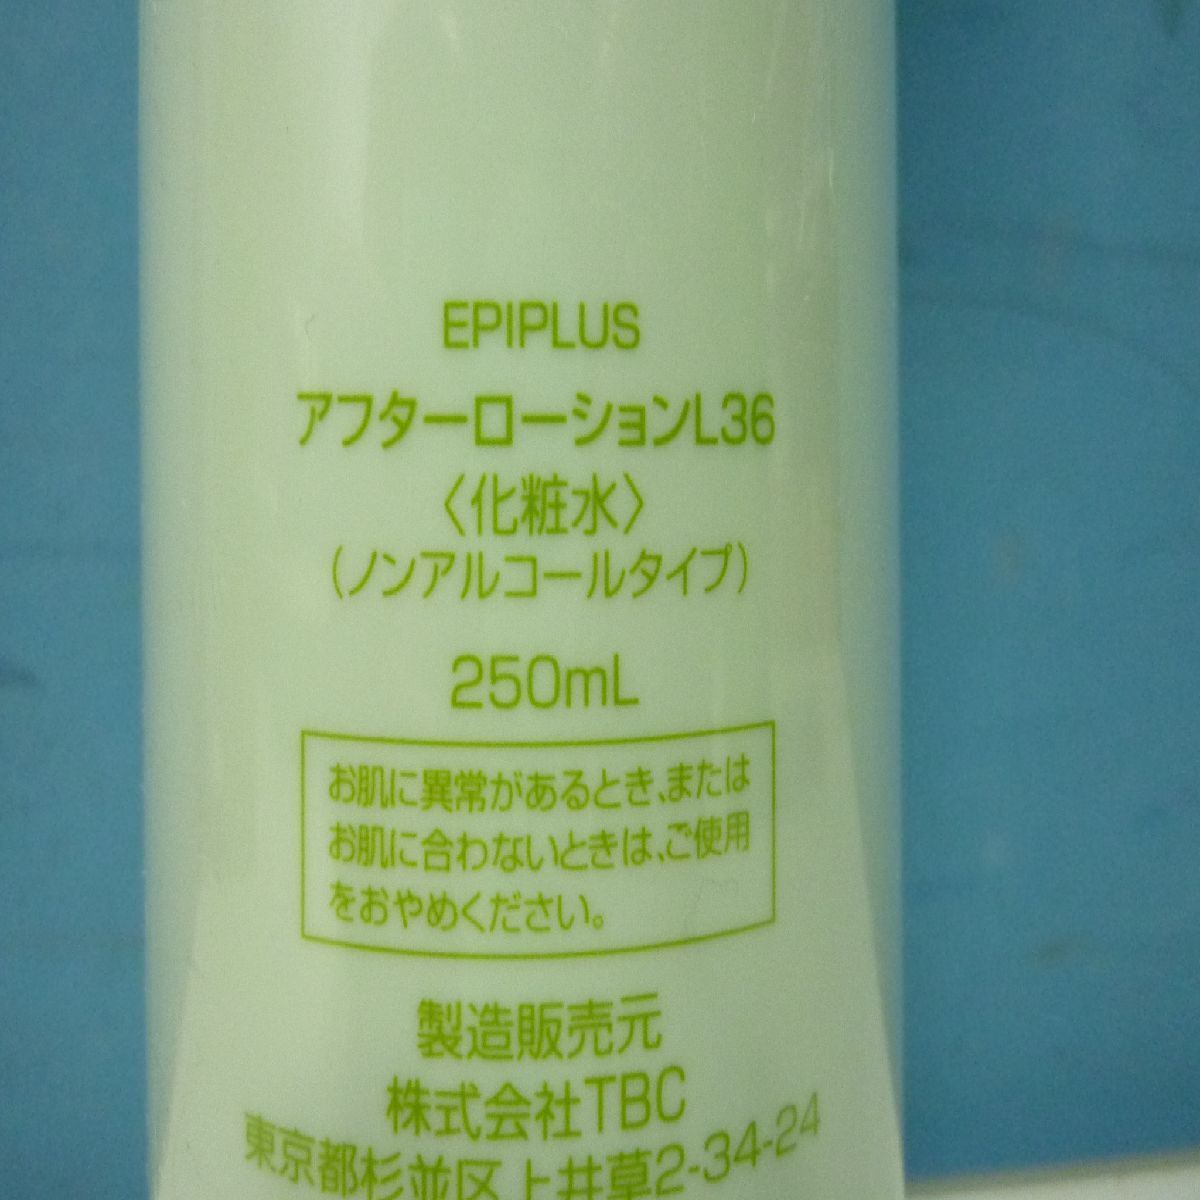 EPIPLUS
アフターローションL36
〈化粧水〉
(ノンアルコールタイプ)
250mL
お肌に異常があるとき、または
お肌に合わないときは、ご使用
をおやめください。
製造販売元
株式会社TBC
東京都杉並区上井草2-34-24